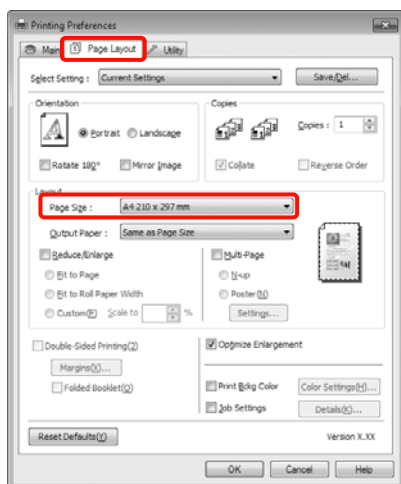 Printing Preferences
Main Page Layout Utility
Select Setting : Current Settings Save/Del...
Orientation Copies
Portrait Landscape Copies : 1
Rotate 180° Mirror Image Collate Reverse Order
Layout
Page Size : A4 210 x 297 mm
Output Paper : Same as Page Size
Reduce/Enlarge Multi-Page
Fit to Page N-up
Fit to Roll Paper Width Poster(N)
Custom(F) Scale to % Settings...
Double-Sided Printing(2) Optimize Enlargement
Margins(X)...
Folded Booklet(Q) Print Bckg Color Color Settings(H)...
Job Settings Details(K)...
Reset Defaults(Y) Version X.XX
OK Cancel Help